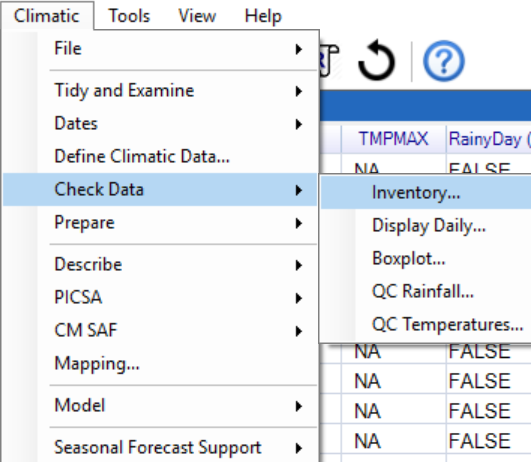 Climatic Tools View Help
File
Tidy and Examine
Dates
Define Climatic Data...
Check Data
Prepare
Describe
PICSA
CM SAF
Mapping...
Model
Seasonal Forecast Support
R
?
TMPMAX RainyDay (
NA FALSE
Inventory...
Display Daily...
Boxplot...
QC Rainfall...
QC Temperatures...
NA FALSE
NA FALSE
NA FALSE
NA FALSE